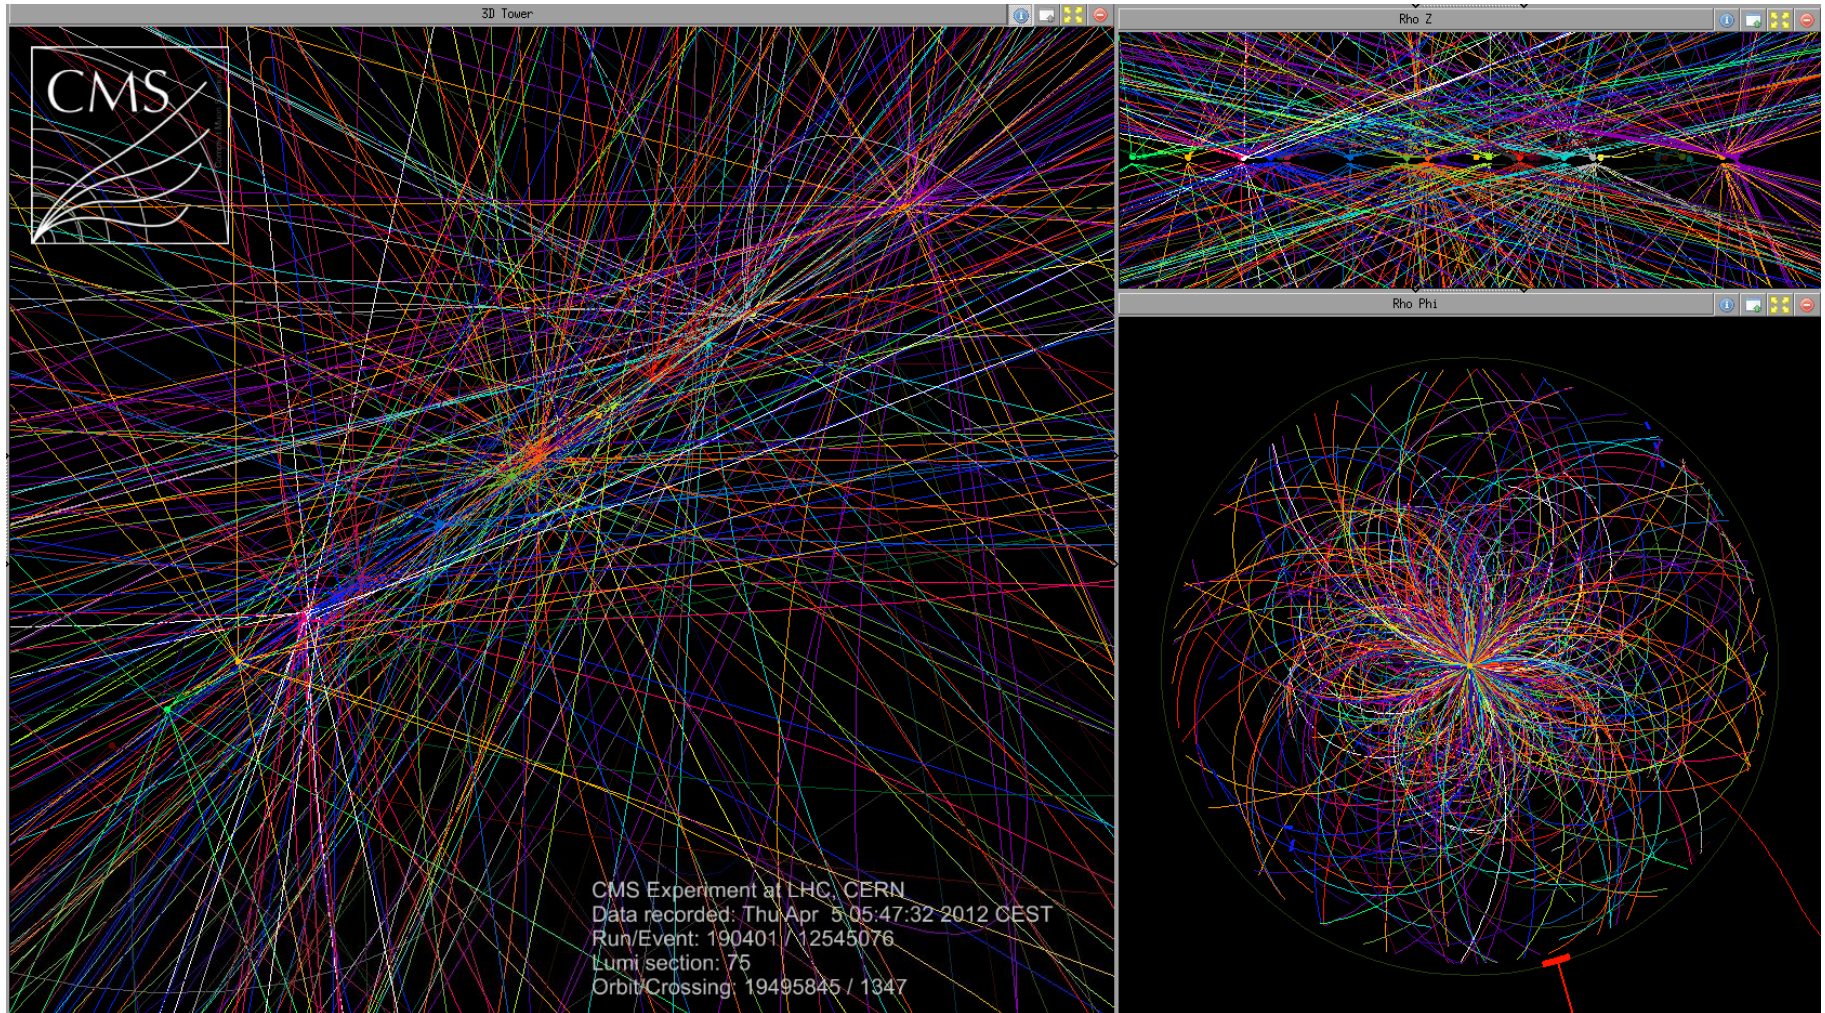 3D Tower
CMS
Rho Z
Rho Phi
CMS Experiment at LHC, CERN
Data recorded: Thu Apr 5 05:47:32 2012 CEST
Run/Event: 190401 / 12545076
Lumi section: 75
Orbit/Crossing: 19495845 / 1347